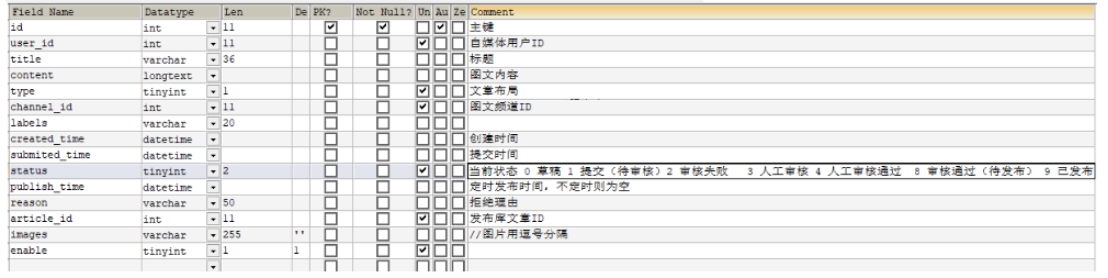 Field Name Datatype Len De PK? Not Null? Un Au Ze Comment
id int 11 主键
user_id int 11 自媒体用户ID
title varchar 36 标题
content longtext 图文内容
type tinyint 1 文章布局
channel_id int 11 图文频道ID
labels varchar 20
created_time datetime 创建时间
submited_time datetime 提交时间
status tinyint 2 当前状态 0 草稿 1 提交（待审核）2 审核失败 3 人工审核 4 人工审核通过 8 审核通过（待发布） 9 已发布
publish_time datetime 定时发布时间，不定时则为空
reason varchar 50 拒绝理由
article_id int 11 发布库文章ID
images varchar 255 '' //图片用逗号分隔
enable tinyint 1 1